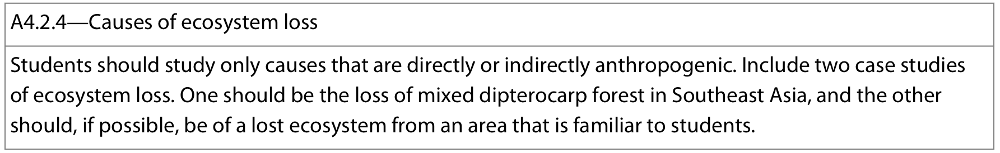 A4.2.4—Causes of ecosystem loss
Students should study only causes that are directly or indirectly anthropogenic. Include two case studies
of ecosystem loss. One should be the loss of mixed dipterocarp forest in Southeast Asia, and the other
should, if possible, be of a lost ecosystem from an area that is familiar to students.